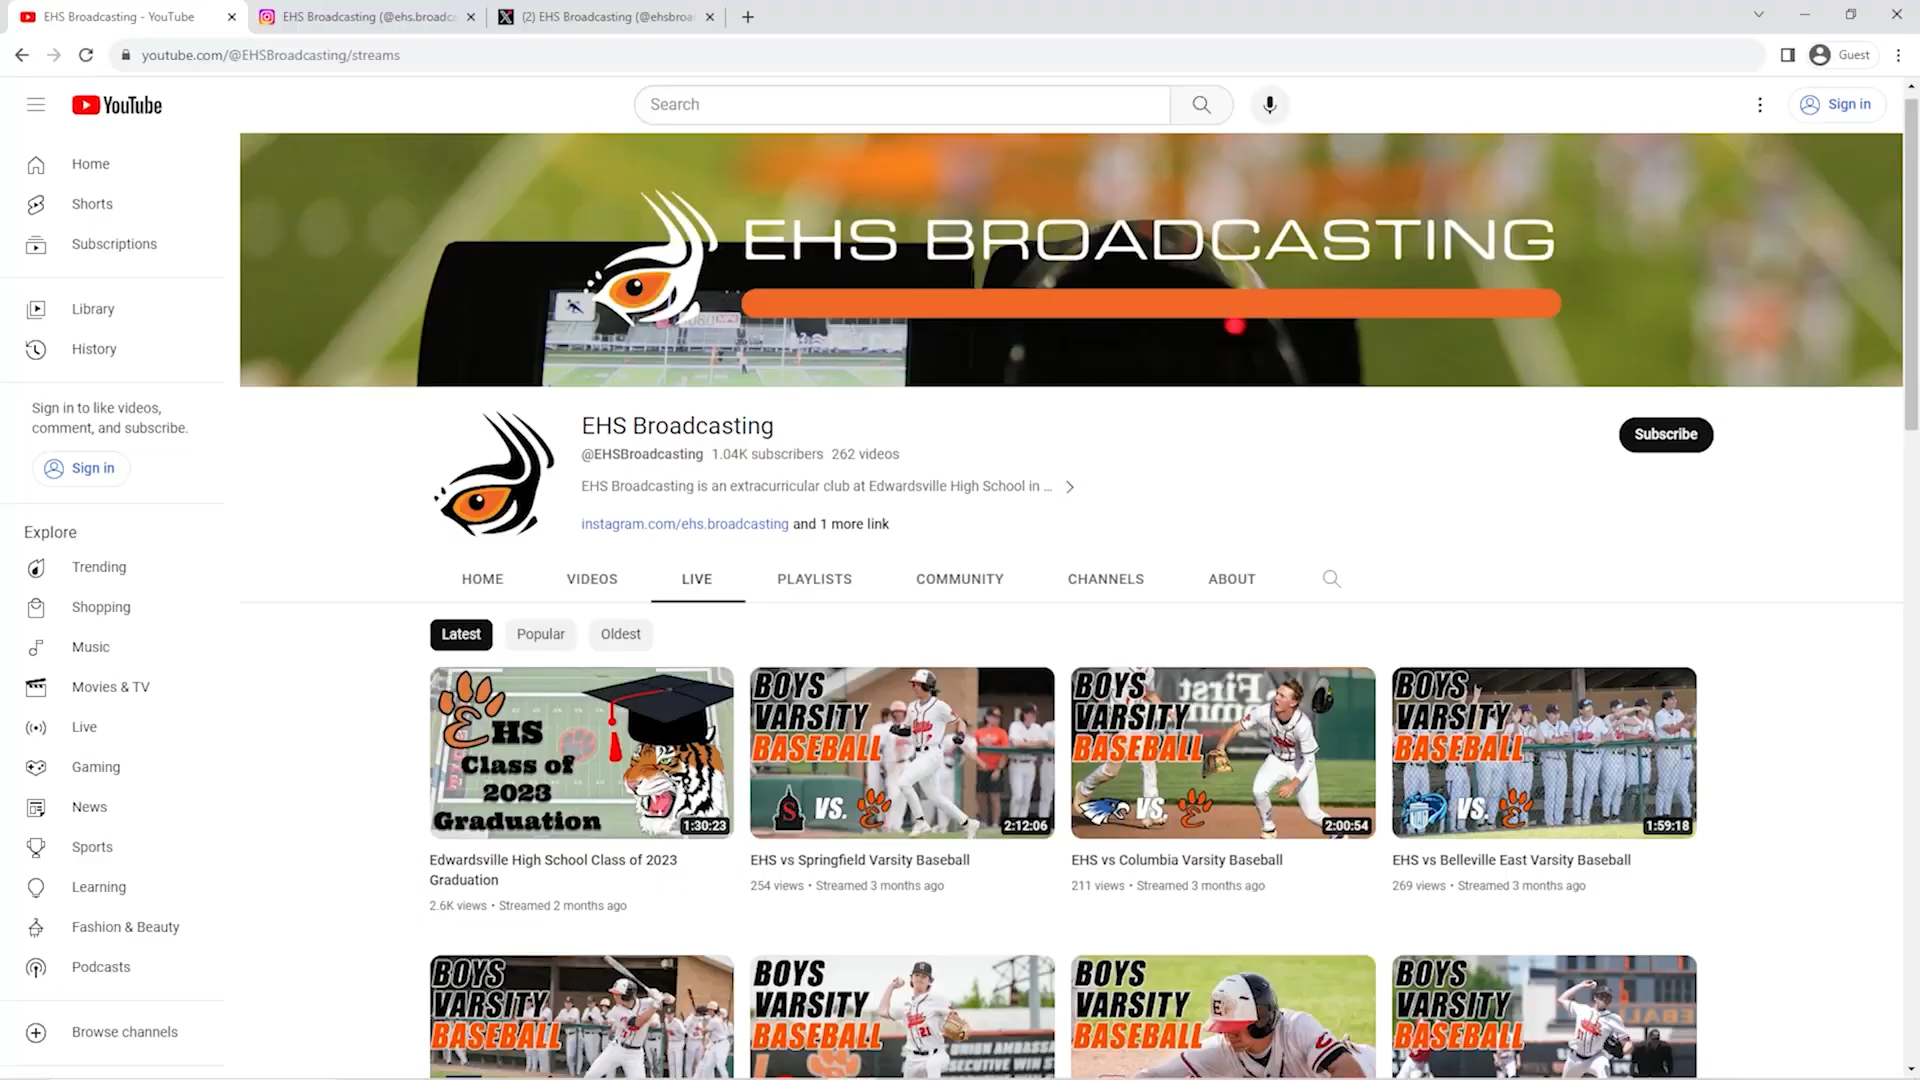 EHS Broadcasting - YouTube
EHS Broadcasting (@ehs.broadca
(2) EHS Broadcasting (@ehsbroa
youtube.com/@EHSBroadcasting/streams
Guest
YouTube
Search
Sign in
Home
Shorts
Subscriptions
Library
History
Sign in to like videos,
comment, and subscribe.
Sign in
Explore
Trending
Shopping
Music
Movies & TV
Live
Gaming
News
Sports
Learning
Fashion & Beauty
Podcasts
Browse channels
EHS BROADCASTING
EHS Broadcasting
@EHSBroadcasting 1.04K subscribers 262 videos
EHS Broadcasting is an extracurricular club at Edwardsville High School in ...
instagram.com/ehs.broadcasting and 1 more link
Subscribe
HOME VIDEOS LIVE PLAYLISTS COMMUNITY CHANNELS ABOUT
Latest Popular Oldest
EHS
Class of
2023
Graduation
1:30:23
Edwardsville High School Class of 2023
Graduation
2.6K views • Streamed 2 months ago
BOYS
VARSITY
BASEBALL
S VS. E
2:12:06
EHS vs Springfield Varsity Baseball
254 views • Streamed 3 months ago
BOYS
VARSITY
BASEBALL
First
VS. E
2:00:54
EHS vs Columbia Varsity Baseball
211 views • Streamed 3 months ago
BOYS
VARSITY
BASEBALL
VS. E
1:59:18
EHS vs Belleville East Varsity Baseball
269 views • Streamed 3 months ago
BOYS
VARSITY
BASEBALL
BOYS
VARSITY
BASEBALL
21
BOYS
VARSITY
BASEBALL
E
BOYS
VARSITY
BASEBALL